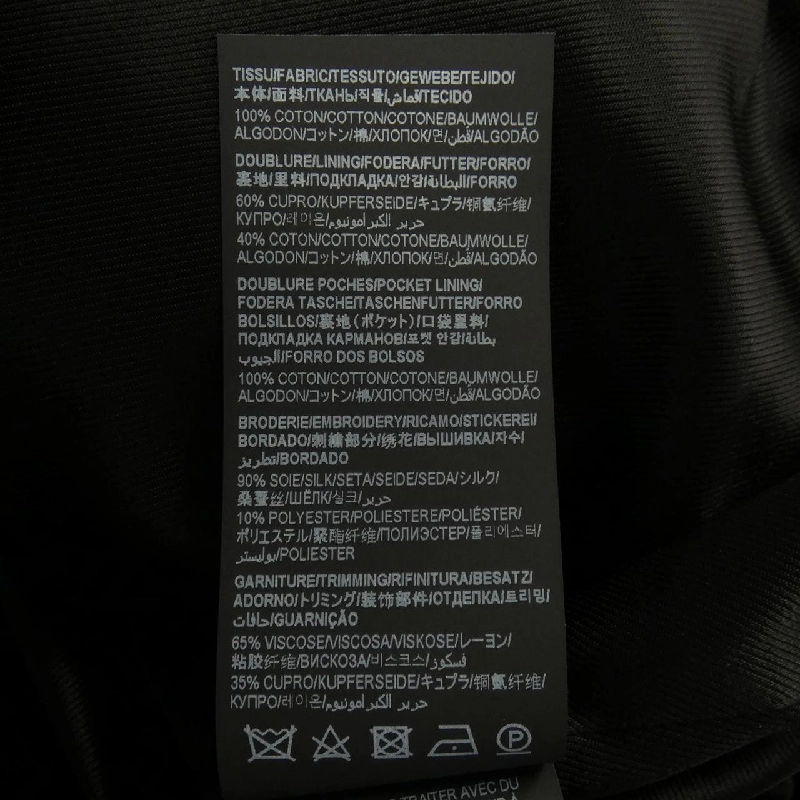 TISSU/FABRIC/TESSUTO/GEWEBE/TEJIDO/
本体/面料/ТКАНЬ/직물/قماش/TECIDO
100% COTON/COTTON/COTONE/BAUMWOLLE/
ALGODON/コットン/棉/ХЛОПОК/면/قطن/ALGODÃO
DOUBLURE/LINING/FODERA/FUTTER/FORRO/
裏地/里料/ПОДКЛАДКА/안감/البطانة/FORRO
60% CUPRO/KUPFERSEIDE/キュプラ/铜氨纤维/
КУПРО/레이온/حرير الكبرامونيوم
40% COTON/COTTON/COTONE/BAUMWOLLE/
ALGODON/コットン/棉/ХЛОПОК/면/قطن/ALGODÃO
DOUBLURE POCHES/POCKET LINING/
FODERA TASCHE/TASCHENFUTTER/FORRO
BOLSILLOS/裏地(ポケット)/口袋里料/
ПОДКЛАДКА КАРМАНОВ/포켓 안감/بطانة
الجيوب/FORRO DOS BOLSOS
100% COTON/COTTON/COTONE/BAUMWOLLE/
ALGODON/コットン/棉/ХЛОПОК/면/قطن/ALGODÃO
BRODERIE/EMBROIDERY/RICAMO/STICKEREI/
BORDADO/刺繍部分/绣花/ВЫШИВКА/자수/
تطريز/BORDADO
90% SOIE/SILK/SETA/SEIDE/SEDA/シルク/
桑蚕丝/ШЁЛК/실크/حرير
10% POLYESTER/POLIESTERE/POLIÉSTER/
ポリエステル/聚酯纤维/ПОЛИЭСТЕР/폴리에스터/
بوليستر/POLIESTER
GARNITURE/TRIMMING/RIFINITURA/BESATZ/
ADORNO/トリミング/装饰部件/ОТДЕЛКА/트리밍/
حافات/GUARNIÇÃO
65% VISCOSE/VISCOSA/VISKOSE/レーヨン/
粘胶纤维/ВИСКОЗА/비스코스/فسكوز
35% CUPRO/KUPFERSEIDE/キュプラ/铜氨纤维/
КУПРО/레이온/حرير الكبرامونيوم
P
TRAITER AVEC DU